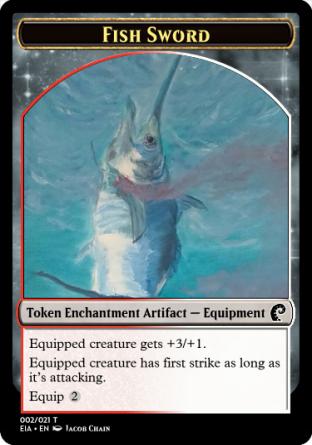 Fish Sword
Token Enchantment Artifact — Equipment
Equipped creature gets +3/+1.
Equipped creature has first strike as long as
it's attacking.
Equip 2
002/021 T
EIA • EN Jacob Chain